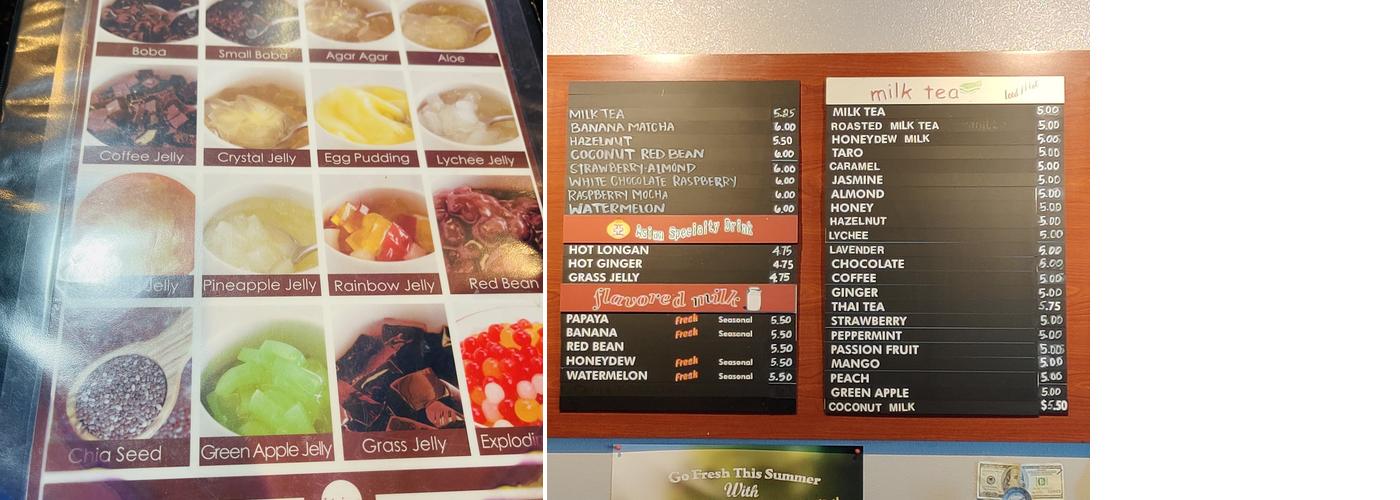 Boba
Small Boba
Agar Agar
Aloe
Coffee Jelly
Crystal Jelly
Egg Pudding
Lychee Jelly
Jelly
Pineapple Jelly
Rainbow Jelly
Red Bean
Chia Seed
Green Apple Jelly
Grass Jelly
Explodin
MILK TEA
BANANA MATCHA 6.00
HAZELNUT 5.50
COCONUT RED BEAN 6.00
STRAWBERRY-ALMOND 6.00
WHITE CHOCOLATE RASPBERRY 6.00
RASPBERRY MOCHA 6.00
WATERMELON 6.00
Asian Specialty Drink
HOT LONGAN 4.75
HOT GINGER 4.75
GRASS JELLY 4.75
flavored milk
PAPAYA Fresh Seasonal 5.50
BANANA Fresh Seasonal 5.50
RED BEAN 5.50
HONEYDEW Fresh Seasonal 5.50
WATERMELON Fresh Seasonal 5.50
milk tea
MILK TEA 5.00
ROASTED MILK TEA 5.00
HONEYDEW MILK 5.00
TARO 5.00
CARAMEL 5.00
JASMINE 5.00
ALMOND 5.00
HONEY 5.00
HAZELNUT 5.00
LYCHEE 5.00
LAVENDER 5.00
CHOCOLATE 5.00
COFFEE 5.00
GINGER 5.00
THAI TEA 5.75
STRAWBERRY 5.00
PEPPERMINT 5.00
PASSION FRUIT 5.00
MANGO 5.00
PEACH 5.00
GREEN APPLE 5.00
COCONUT MILK $5.50
Go Fresh This Summer
With